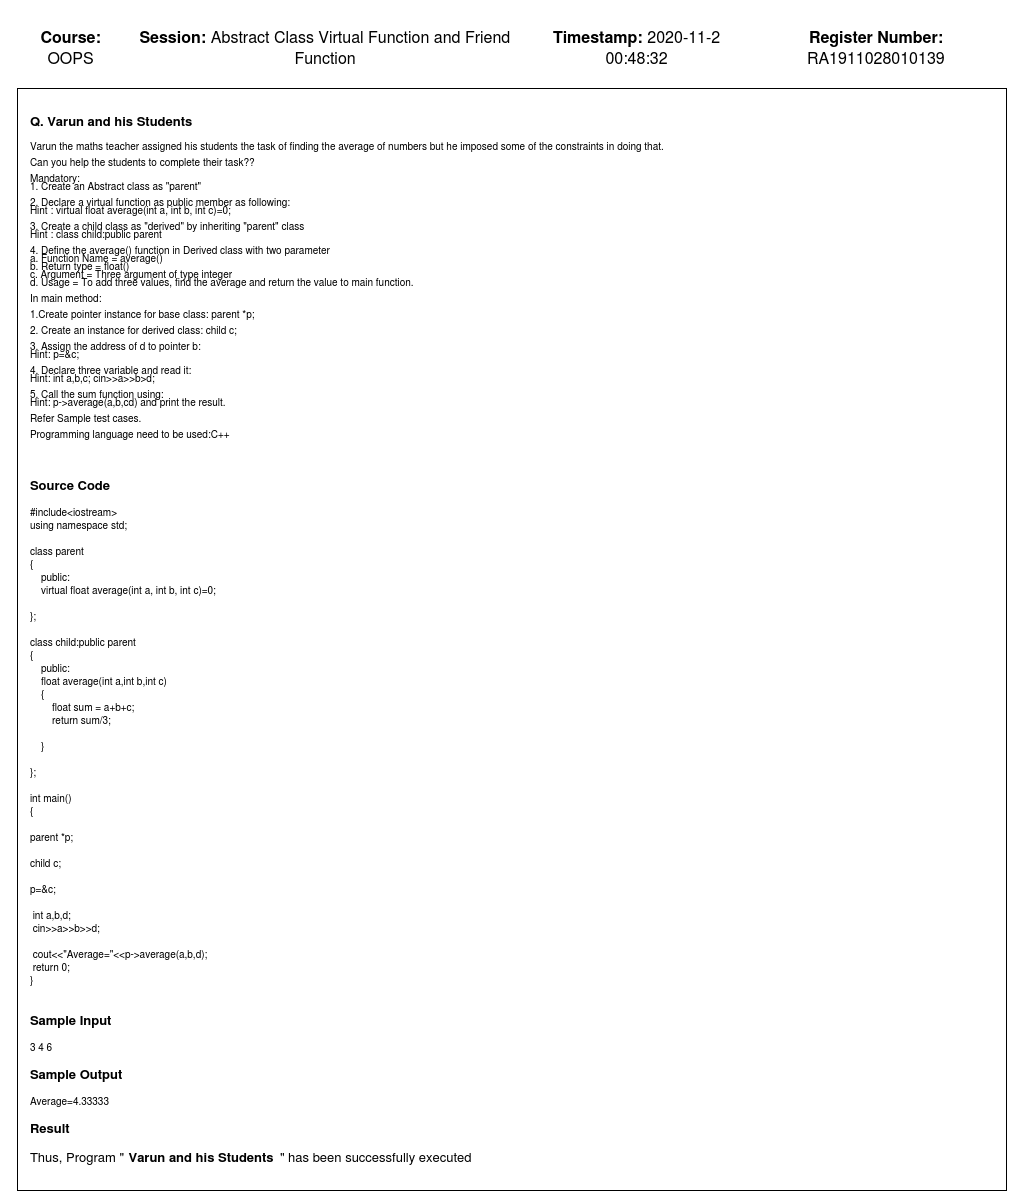 Course: OOPS
Session: Abstract Class Virtual Function and Friend Function
Timestamp: 2020-11-2 00:48:32
Register Number: RA1911028010139
Q. Varun and his Students
Varun the maths teacher assigned his students the task of finding the average of numbers but he imposed some of the constraints in doing that.
Can you help the students to complete their task??
Mandatory:
1. Create an Abstract class as "parent"
2. Declare a virtual function as public member as following:
Hint : virtual float average(int a, int b, int c)=0;
3. Create a child class as "derived" by inheriting "parent" class
Hint : class child:public parent
4. Define the average() function in Derived class with two parameter
a. Function Name = average()
b. Return type = float()
c. Argument = Three argument of type integer
d. Usage = To add three values, find the average and return the value to main function.
In main method:
1.Create pointer instance for base class: parent *p;
2. Create an instance for derived class: child c;
3. Assign the address of d to pointer b:
Hint: p=&c;
4. Declare three variable and read it:
Hint: int a,b,c; cin>>a>>b>d;
5. Call the sum function using:
Hint: p->average(a,b,cd) and print the result.
Refer Sample test cases.
Programming language need to be used:C++
Source Code
#include<iostream>
using namespace std;
class parent
{
public:
virtual float average(int a, int b, int c)=0;
};
class child:public parent
{
public:
float average(int a,int b,int c)
{
float sum = a+b+c;
return sum/3;
}
};
int main()
{
parent *p;
child c;
p=&c;
int a,b,d;
cin>>a>>b>>d;
cout<<"Average="<<p->average(a,b,d);
return 0;
}
Sample Input
3 4 6
Sample Output
Average=4.33333
Result
Thus, Program " Varun and his Students " has been successfully executed